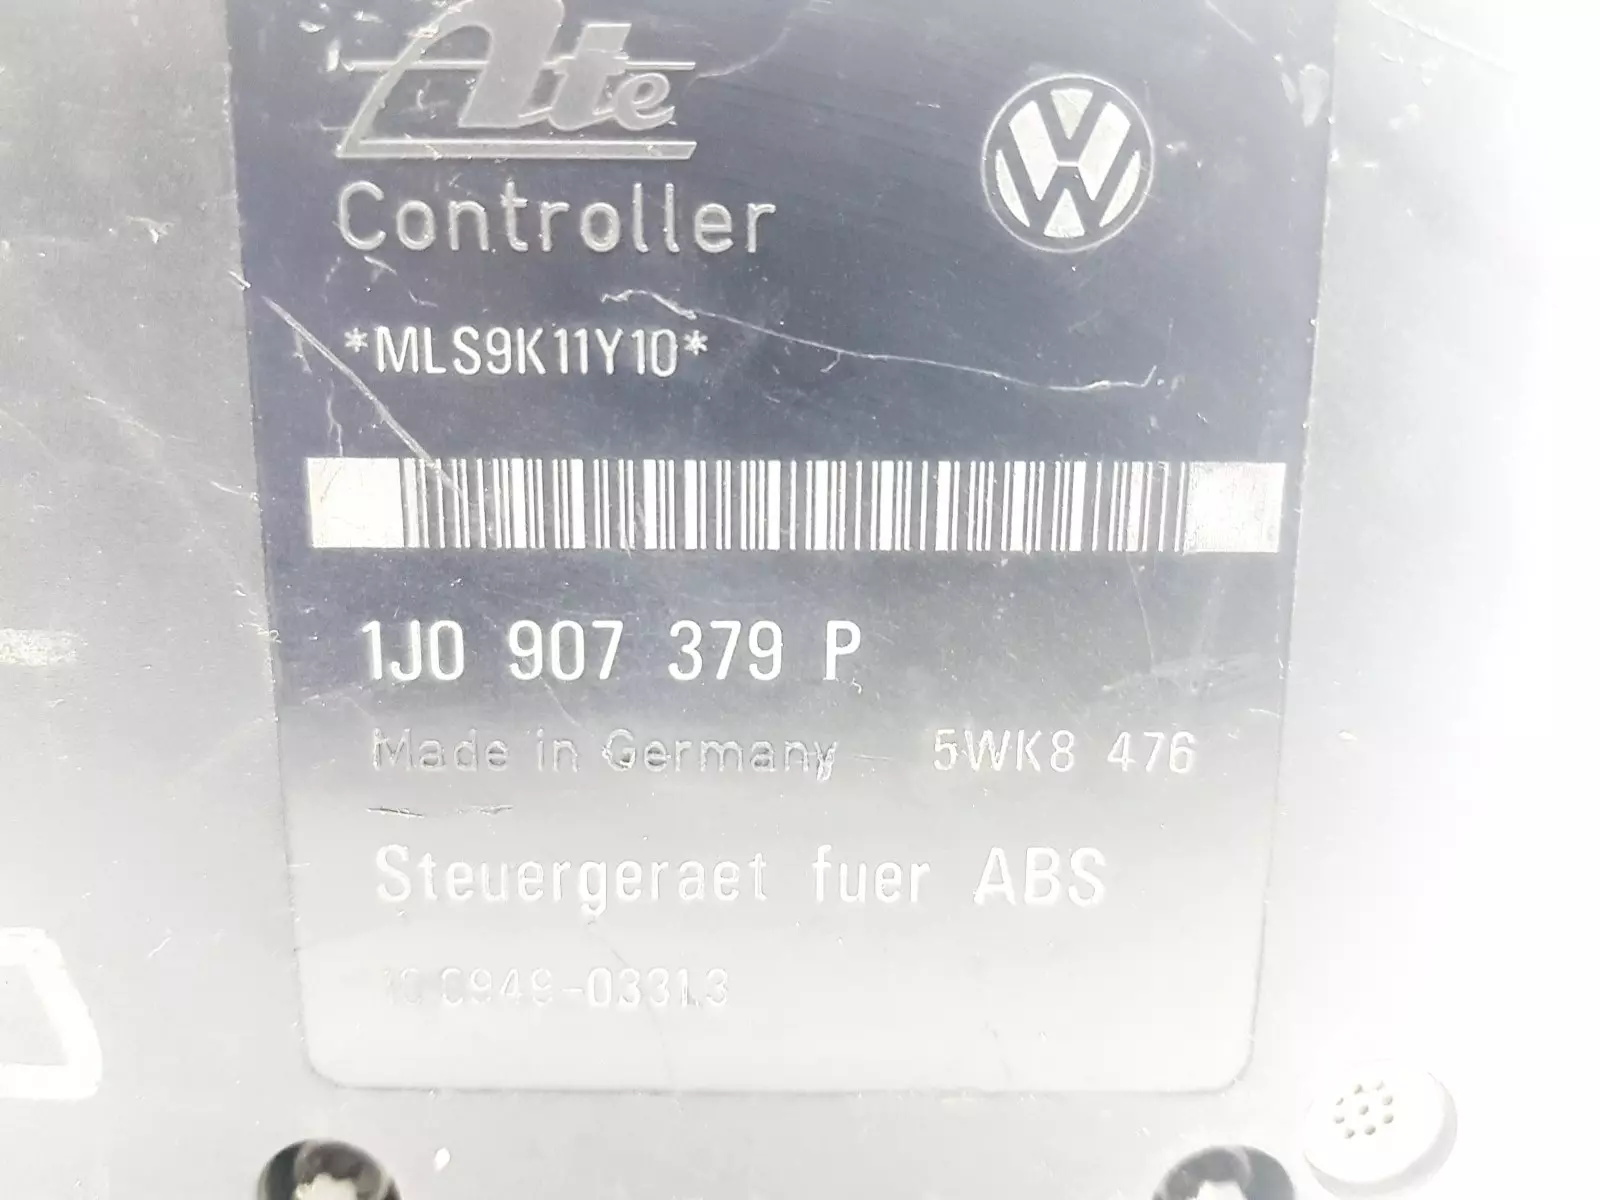 Ate
Controller
*MLS9K11Y10*
1J0 907 379 P
Made in Germany 5WK8 476
Steuergeraet fuer ABS